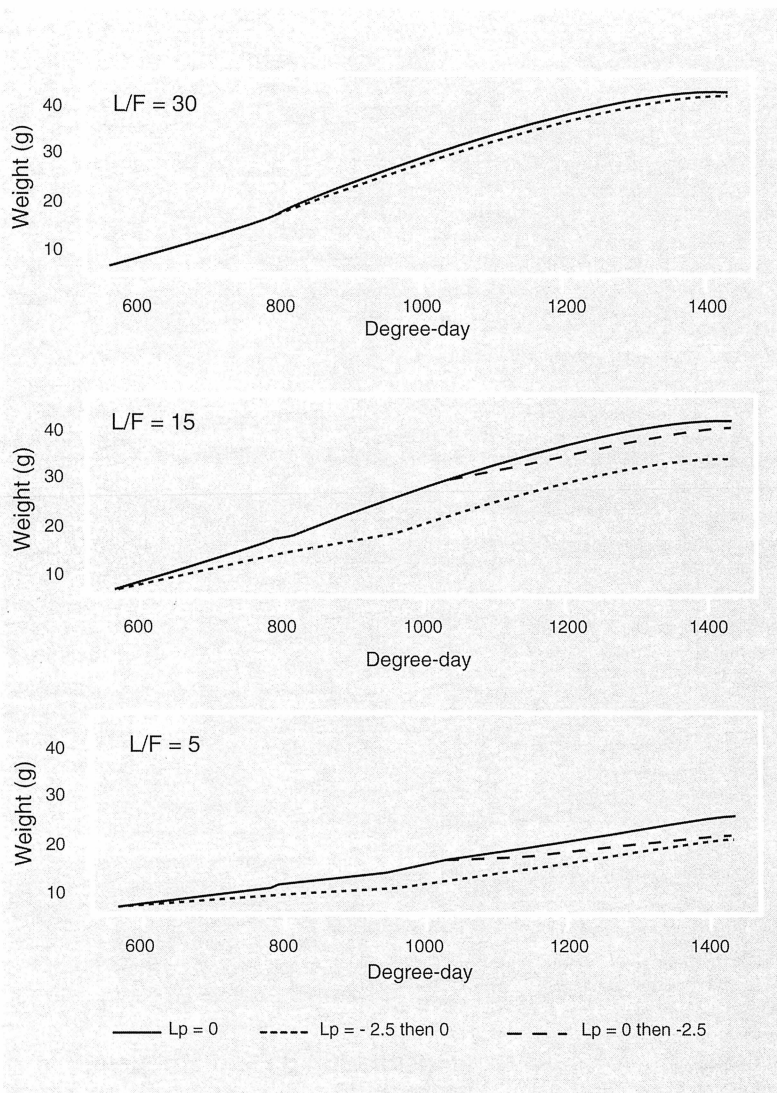 L/F = 30
Weight (g)
40
30
20
10
600 800 1000 1200 1400
Degree-day
L/F = 15
Weight (g)
40
30
20
10
600 800 1000 1200 1400
Degree-day
L/F = 5
Weight (g)
40
30
20
10
600 800 1000 1200 1400
Degree-day
Lp = 0 Lp = - 2.5 then 0 Lp = 0 then -2.5